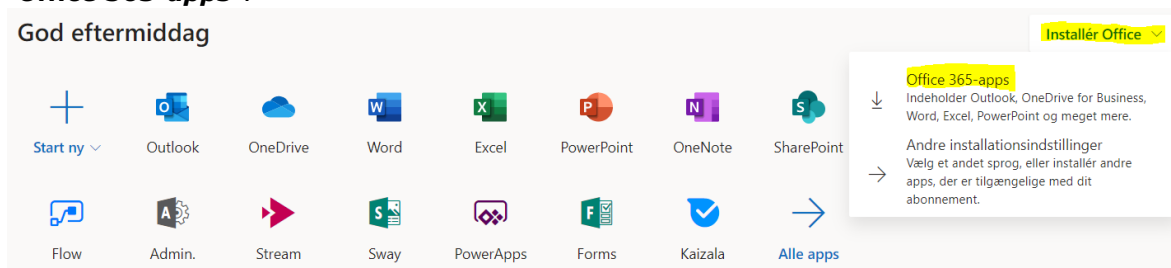 God eftermiddag
Installér Office
Office 365-apps
Indeholder Outlook, OneDrive for Business,
Word, Excel, PowerPoint og meget mere.
Andre installationsindstillinger
Vælg et andet sprog, eller installér andre
apps, der er tilgængelige med dit
abonnement.
Start ny
Outlook
OneDrive
Word
Excel
PowerPoint
OneNote
SharePoint
Flow
Admin.
Stream
Sway
PowerApps
Forms
Kaizala
Alle apps